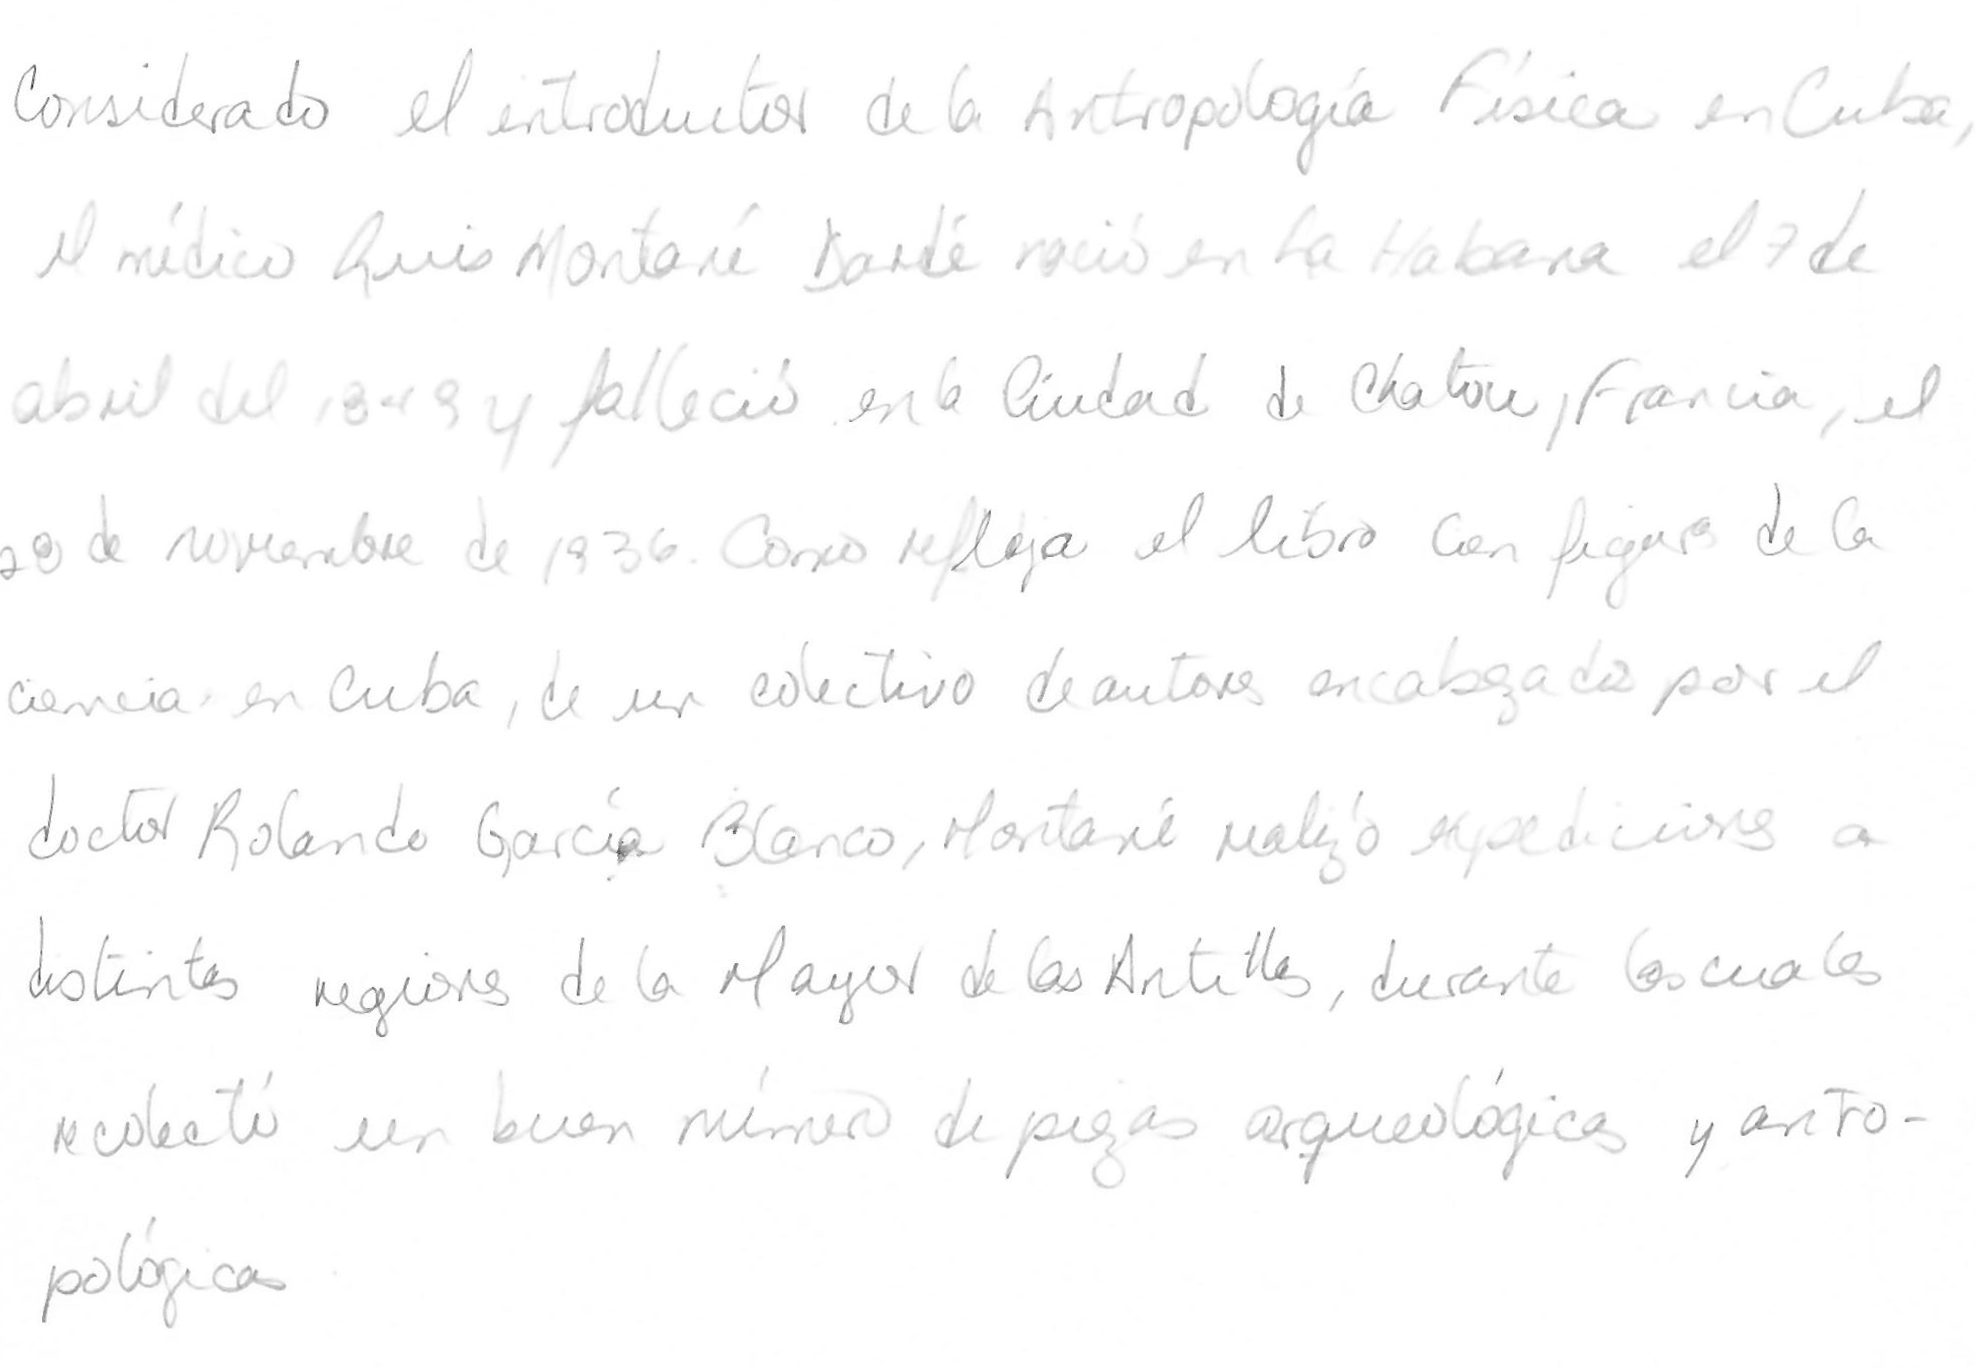 Considerado el introductor de la Antropología Física en Cuba,
el médico Luis Montané Dardé nació en La Habana el 7 de
abril del 1849 y falleció en la Ciudad de Chatou, Francia, el
de noviembre de 1936. Como refleja el libro Cien figuras de la
ciencia en Cuba, de un colectivo de autores encabezado por el
doctor Rolando García Blanco, Montané realizó expediciones a
distintas regiones de la Mayor de las Antillas, durante las cuales
recolectó un buen número de piezas arqueológicas y antro-
pológicas